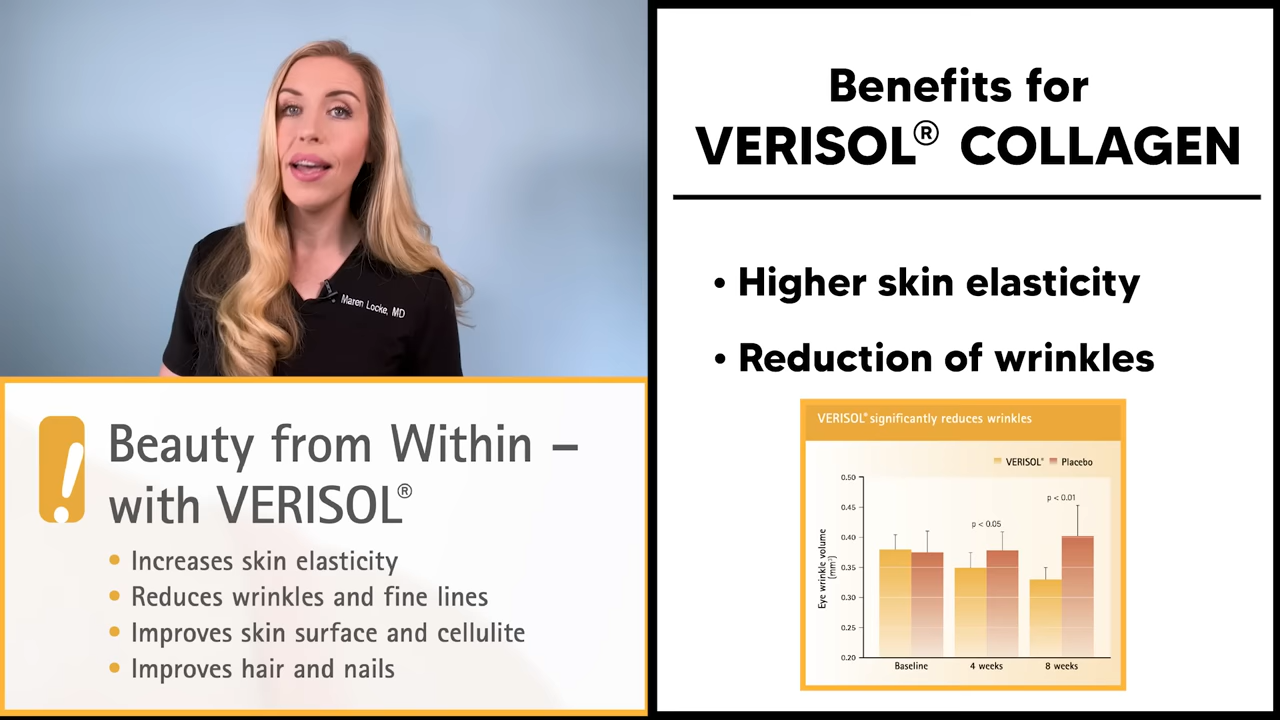 Maren Locke, MD
Beauty from Within –
with VERISOL®
• Increases skin elasticity
• Reduces wrinkles and fine lines
• Improves skin surface and cellulite
• Improves hair and nails
Benefits for
VERISOL® COLLAGEN
• Higher skin elasticity
• Reduction of wrinkles
VERISOL® significantly reduces wrinkles
VERISOL® Placebo
Eye wrinkle volume
(mm³)
0.50
0.45
0.40
0.35
0.30
0.25
0.20
p < 0.05
p < 0.01
Baseline 4 weeks 8 weeks